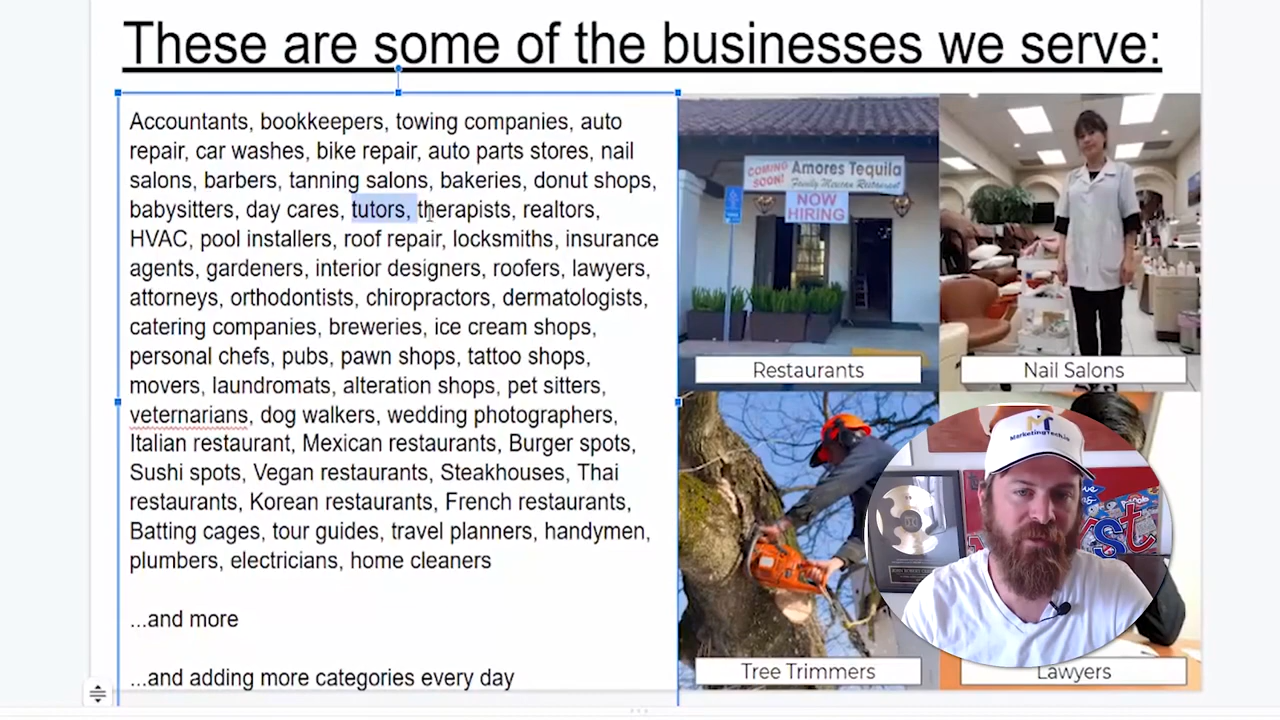 These are some of the businesses we serve:
Accountants, bookkeepers, towing companies, auto
repair, car washes, bike repair, auto parts stores, nail
salons, barbers, tanning salons, bakeries, donut shops,
babysitters, day cares, tutors, therapists, realtors,
HVAC, pool installers, roof repair, locksmiths, insurance
agents, gardeners, interior designers, roofers, lawyers,
attorneys, orthodontists, chiropractors, dermatologists,
catering companies, breweries, ice cream shops,
personal chefs, pubs, pawn shops, tattoo shops,
movers, laundromats, alteration shops, pet sitters,
veternarians, dog walkers, wedding photographers,
Italian restaurant, Mexican restaurants, Burger spots,
Sushi spots, Vegan restaurants, Steakhouses, Thai
restaurants, Korean restaurants, French restaurants,
Batting cages, tour guides, travel planners, handymen,
plumbers, electricians, home cleaners
...and more
...and adding more categories every day
COMING SOON!
Amores Tequila
Family Mexican Restaurant
NOW
HIRING
Restaurants
Nail Salons
Tree Trimmers
Lawyers
MarketingTech.io